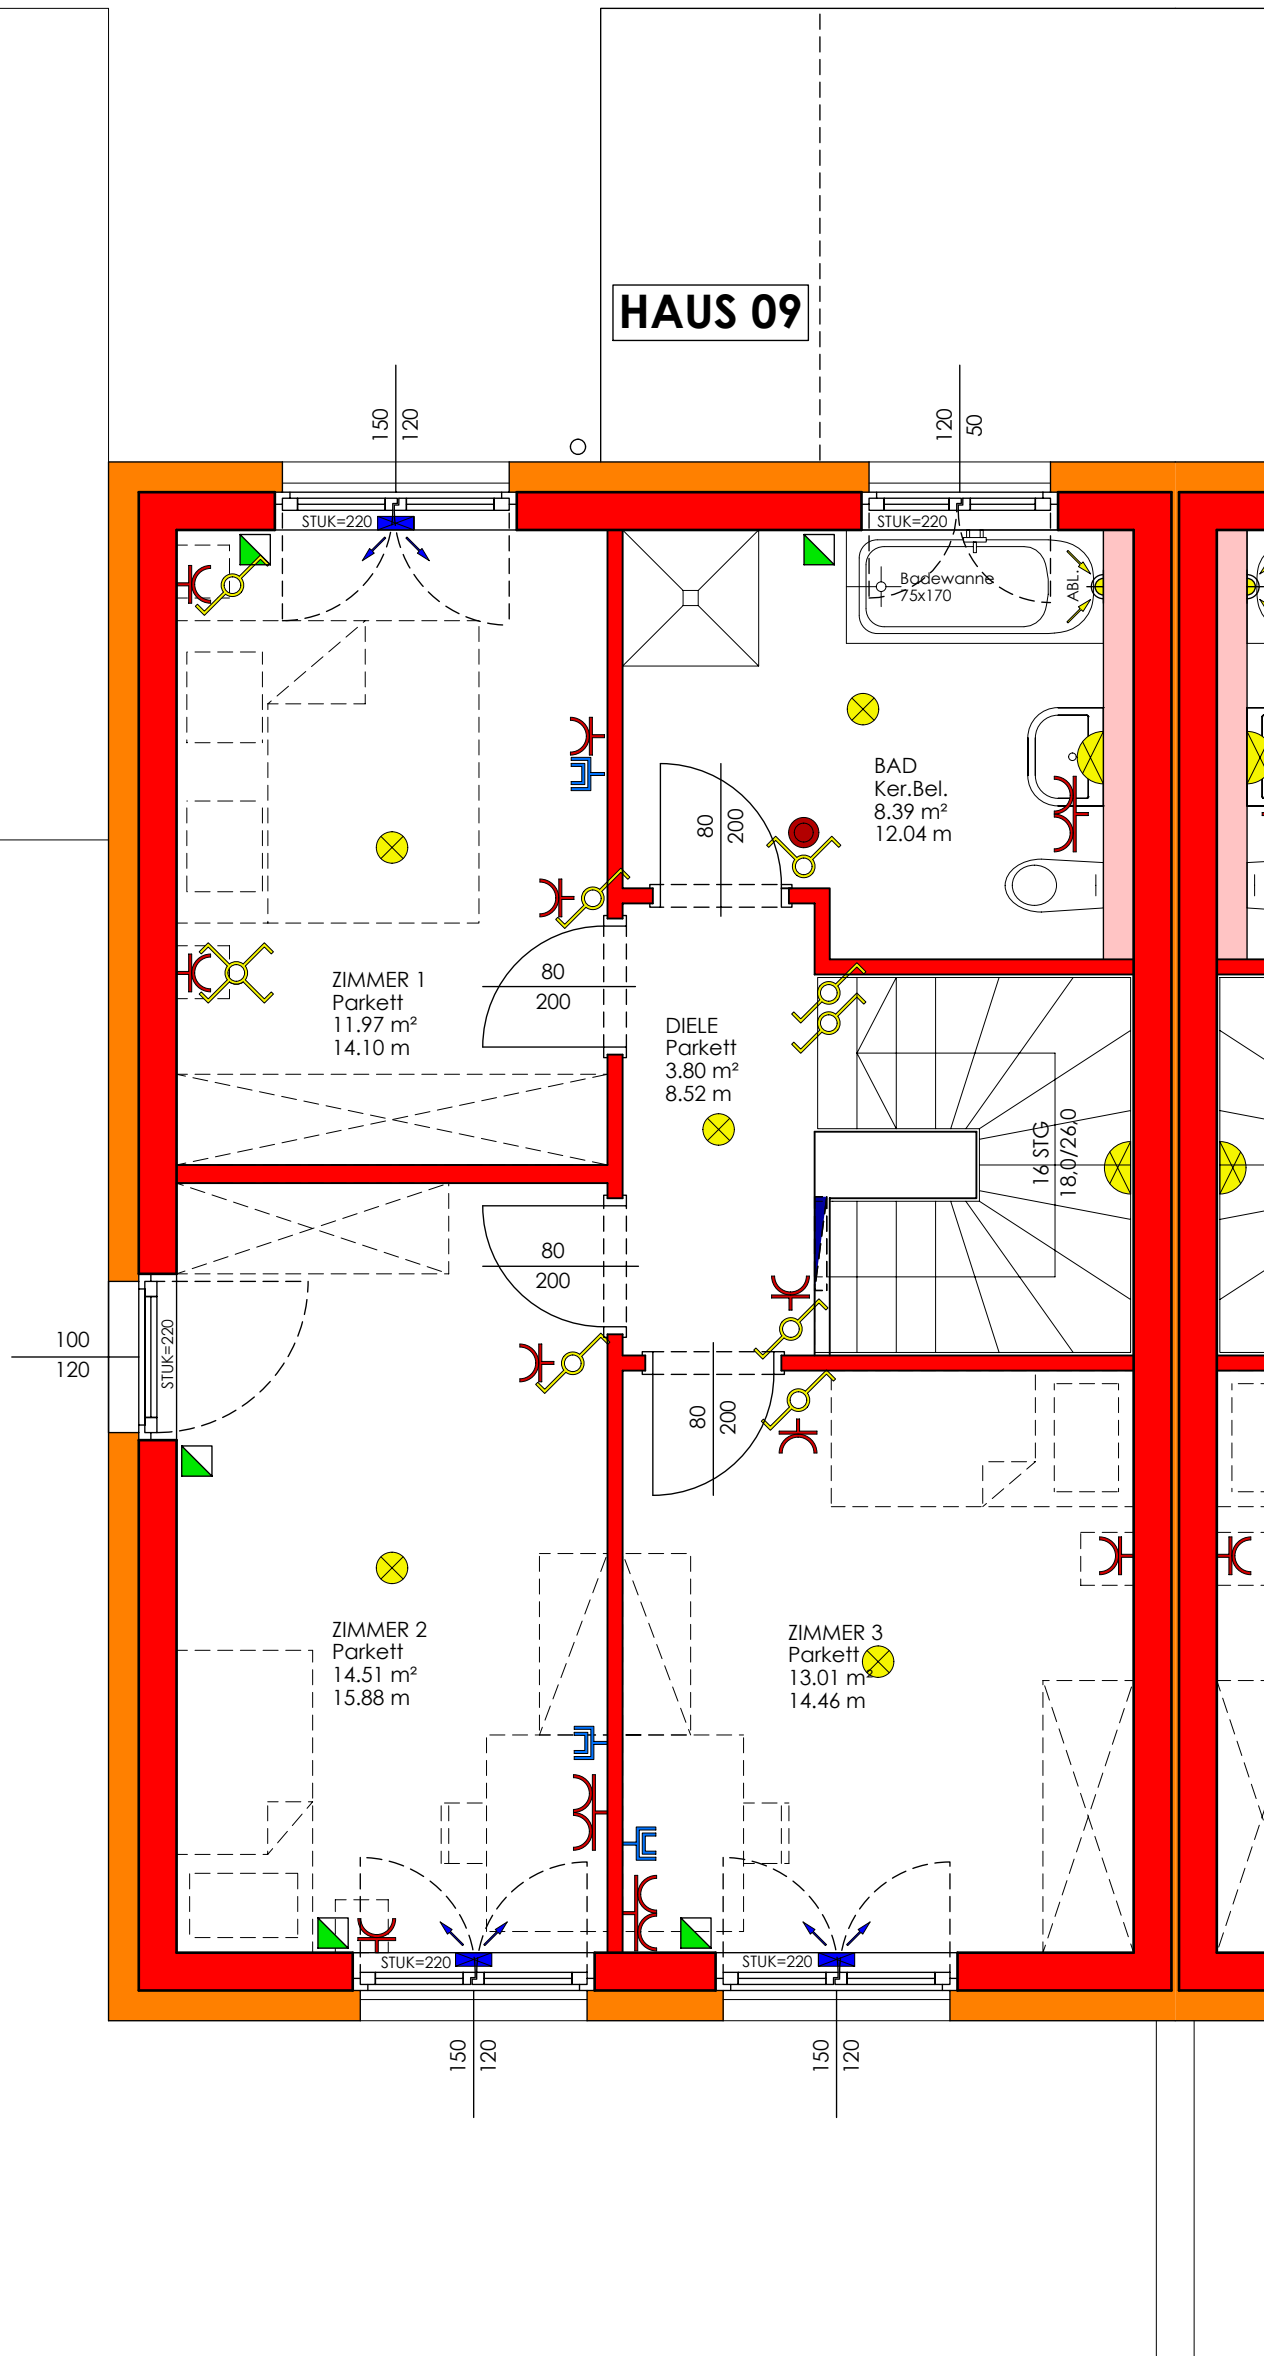 HAUS 09
150
120
120
50
STUK=220
STUK=220
Badewanne
75x170
ABL.
BAD
Ker.Bel.
8.39 m²
12.04 m
80
200
ZIMMER 1
Parkett
11.97 m²
14.10 m
80
200
DIELE
Parkett
3.80 m²
8.52 m
16 STG
18,0/26,0
80
200
100
120
STUK=220
80
200
ZIMMER 2
Parkett
14.51 m²
15.88 m
ZIMMER 3
Parkett
13.01 m²
14.46 m
STUK=220
STUK=220
150
120
150
120